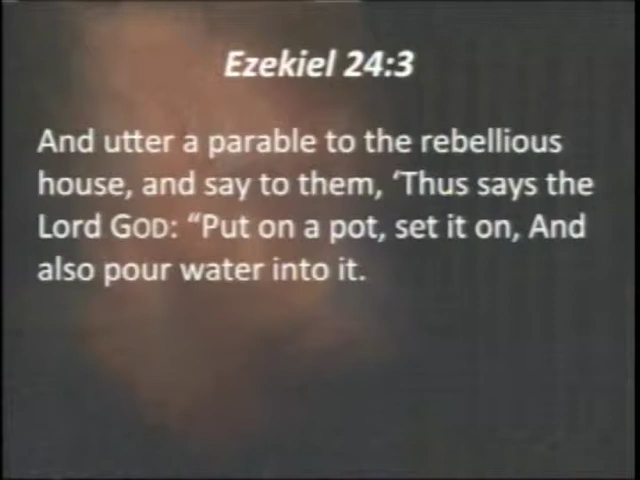 Ezekiel 24:3
And utter a parable to the rebellious
house, and say to them, ‘Thus says the
Lord GOD: “Put on a pot, set it on, And
also pour water into it.